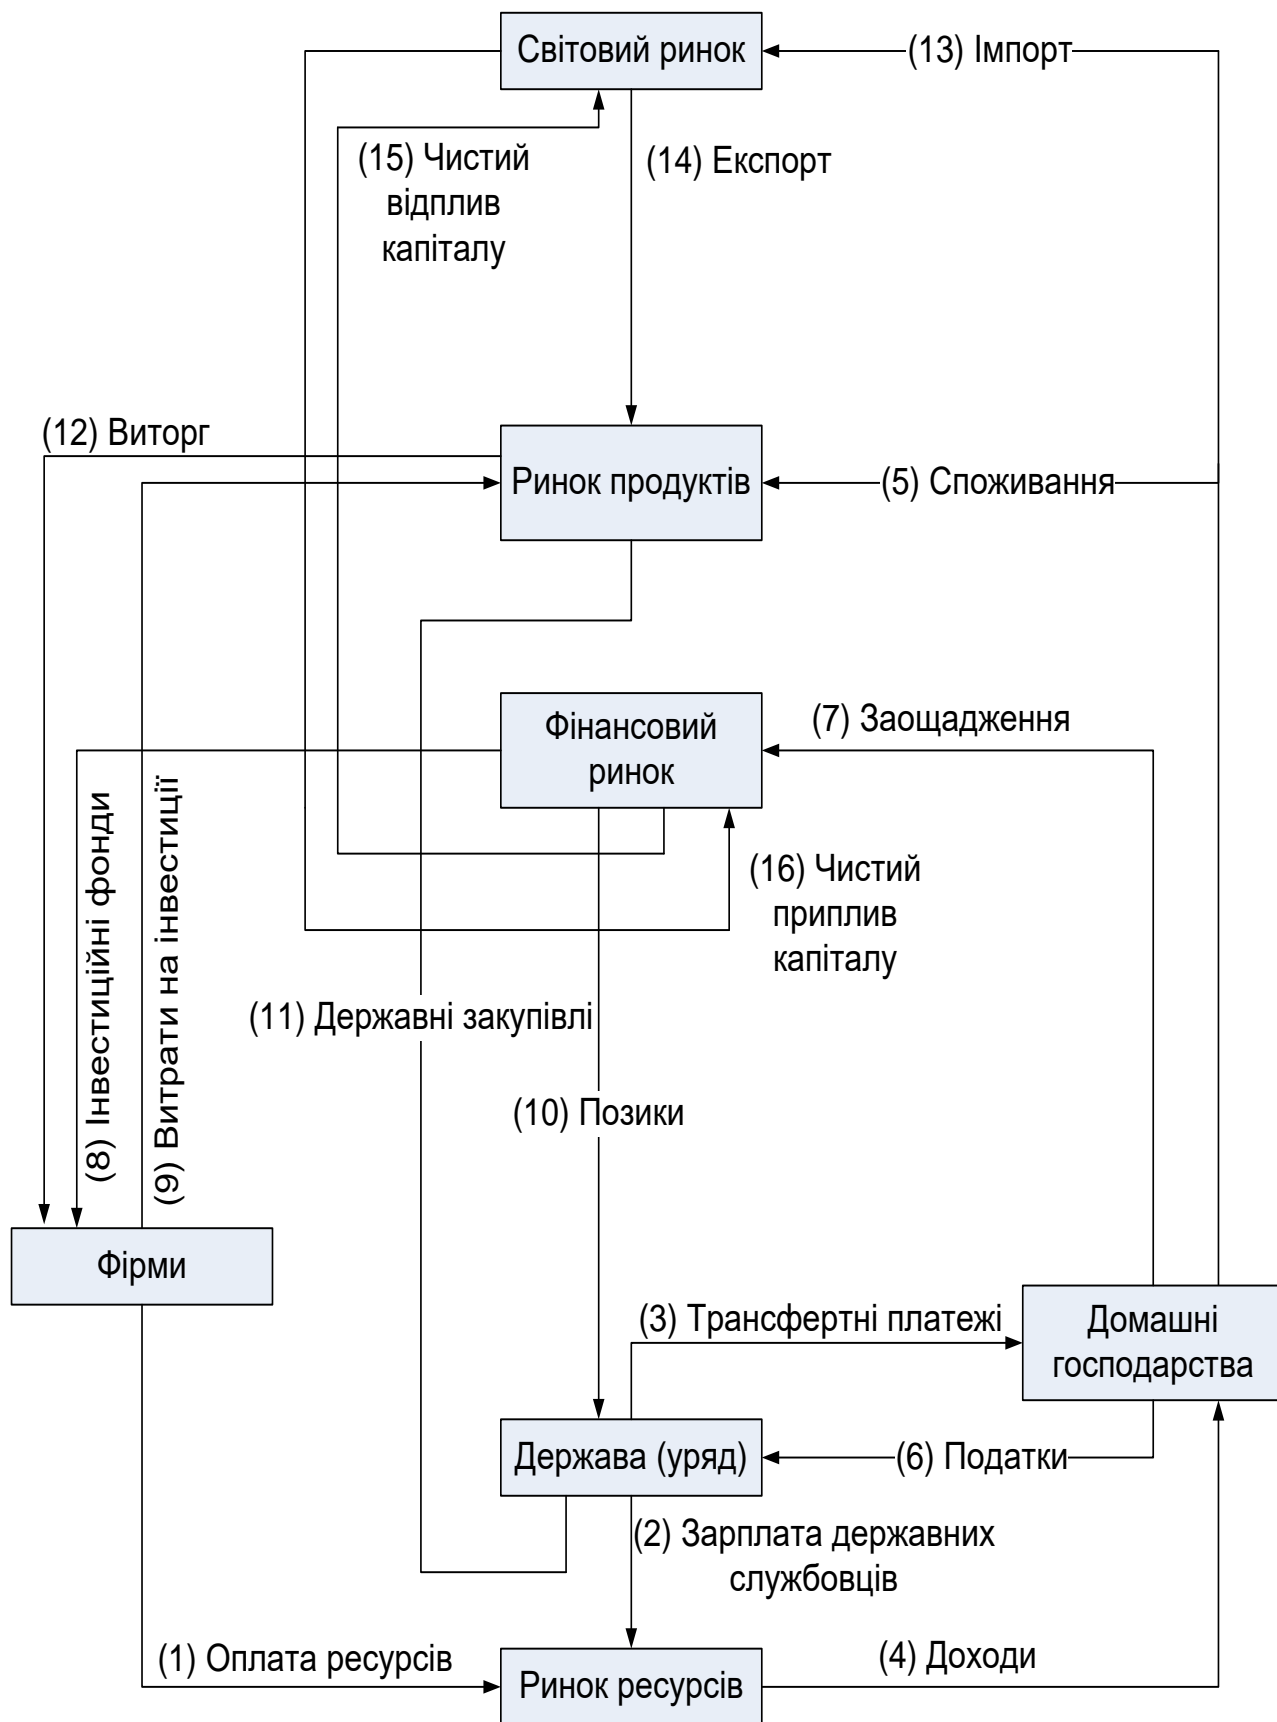 Світовий ринок
(13) Імпорт
(15) Чистий
відплив
капіталу
(14) Експорт
(12) Виторг
Ринок продуктів
(5) Споживання
Фінансовий
ринок
(7) Заощадження
(8) Інвестиційні фонди
(9) Витрати на інвестиції
(16) Чистий
приплив
капіталу
(11) Державні закупівлі
(10) Позики
Фірми
(3) Трансфертні платежі
Домашні
господарства
Держава (уряд)
(6) Податки
(2) Зарплата державних
службовців
(1) Оплата ресурсів
Ринок ресурсів
(4) Доходи